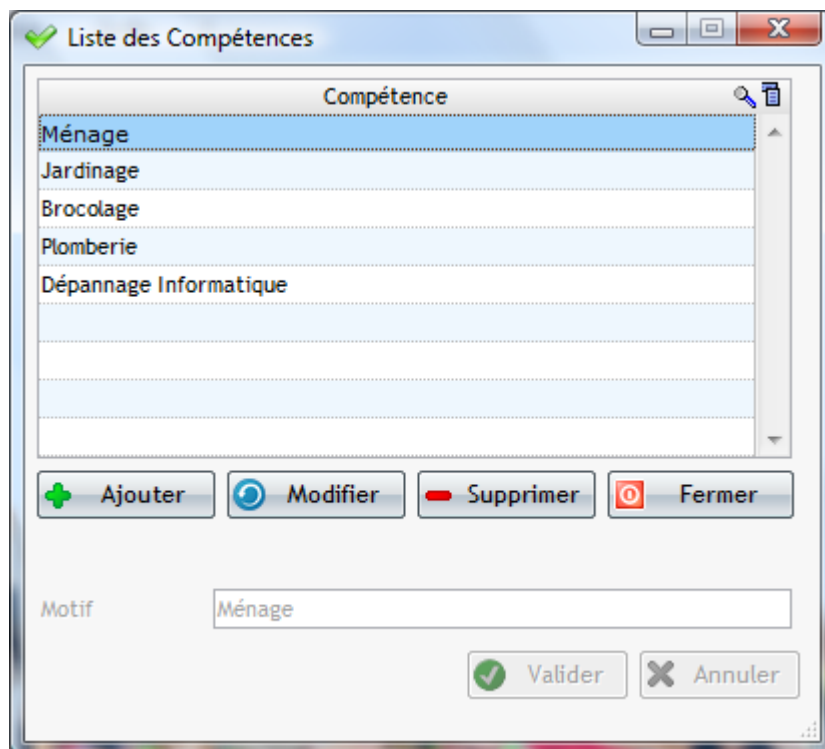 Liste des Compétences
Compétence
Ménage
Jardinage
Brocolage
Plomberie
Dépannage Informatique
Ajouter Modifier Supprimer Fermer
Motif Ménage
Valider Annuler